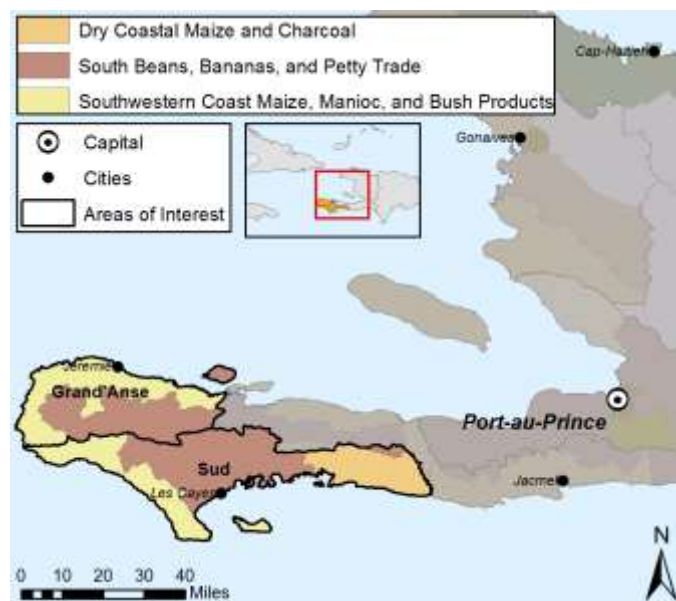 Dry Coastal Maize and Charcoal
South Beans, Bananas, and Petty Trade
Southwestern Coast Maize, Manioc, and Bush Products
Capital
Cities
Areas of Interest
Cap-Haitien
Gonaives
Jeremie
Grand'Anse
Port-au-Prince
Sud
Les Cayes
Jacmel
N
0 10 20 30 40
Miles